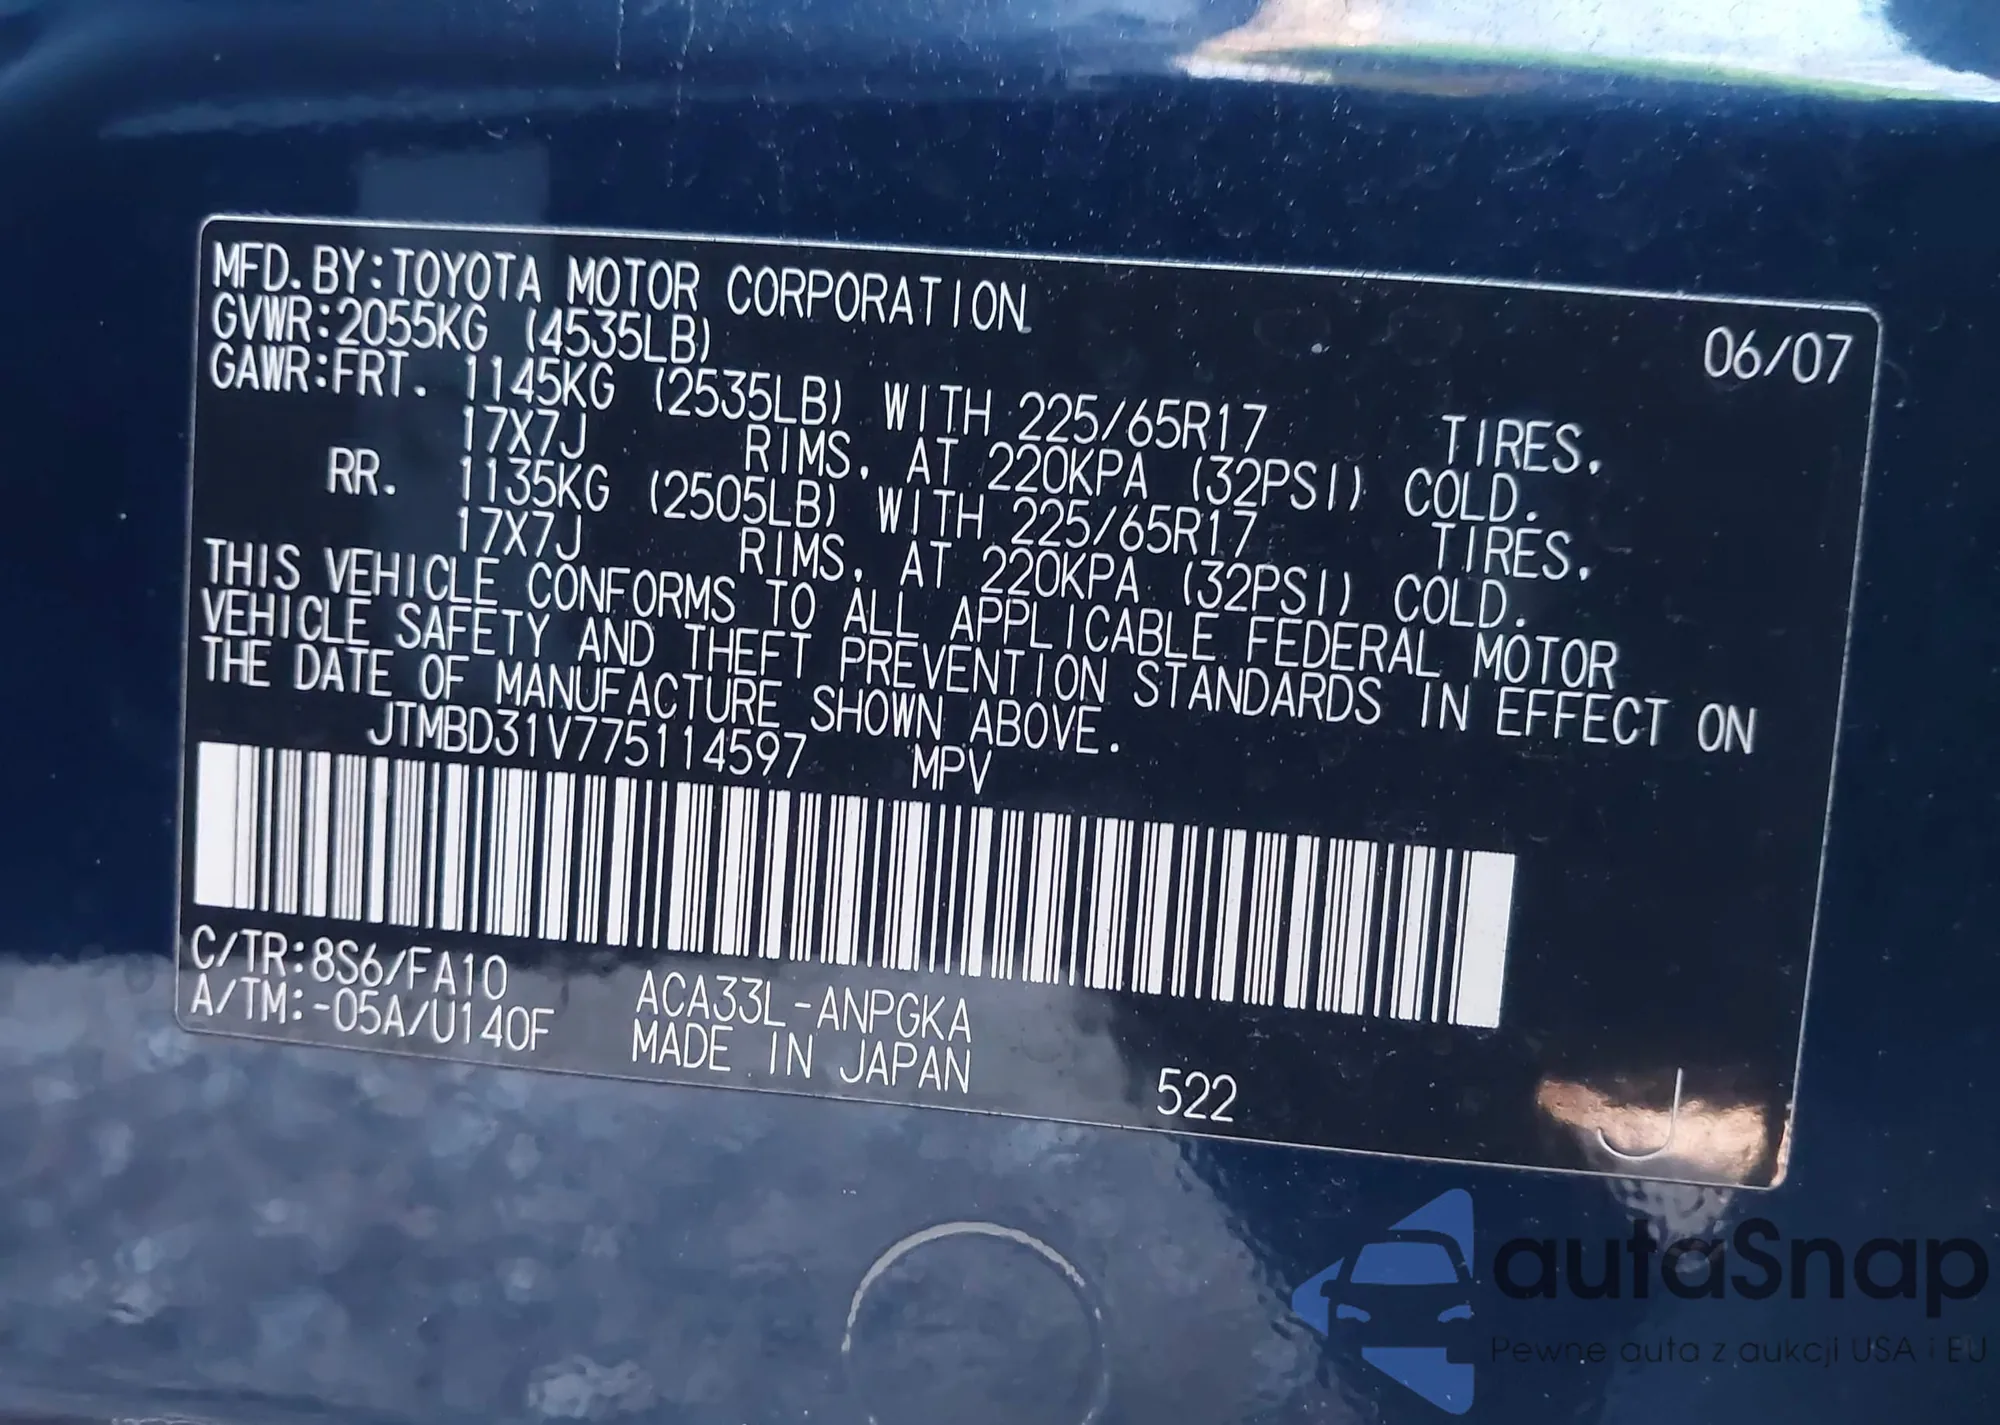 MFD. BY:TOYOTA MOTOR CORPORATION 06/07
GVWR:2055KG (4535LB)
GAWR:FRT. 1145KG (2535LB) WITH 225/65R17 TIRES,
17X7J RIMS, AT 220KPA (32PSI) COLD.
RR. 1135KG (2505LB) WITH 225/65R17 TIRES,
17X7J RIMS, AT 220KPA (32PSI) COLD.
THIS VEHICLE CONFORMS TO ALL APPLICABLE FEDERAL MOTOR
VEHICLE SAFETY AND THEFT PREVENTION STANDARDS IN EFFECT ON
THE DATE OF MANUFACTURE SHOWN ABOVE.
JTMBD31V775114597 MPV
C/TR:8S6/FA10 ACA33L-ANPGKA
A/TM:-05A/U140F MADE IN JAPAN
522 J
autaSnap
Pewne auta z aukcji USA i EU